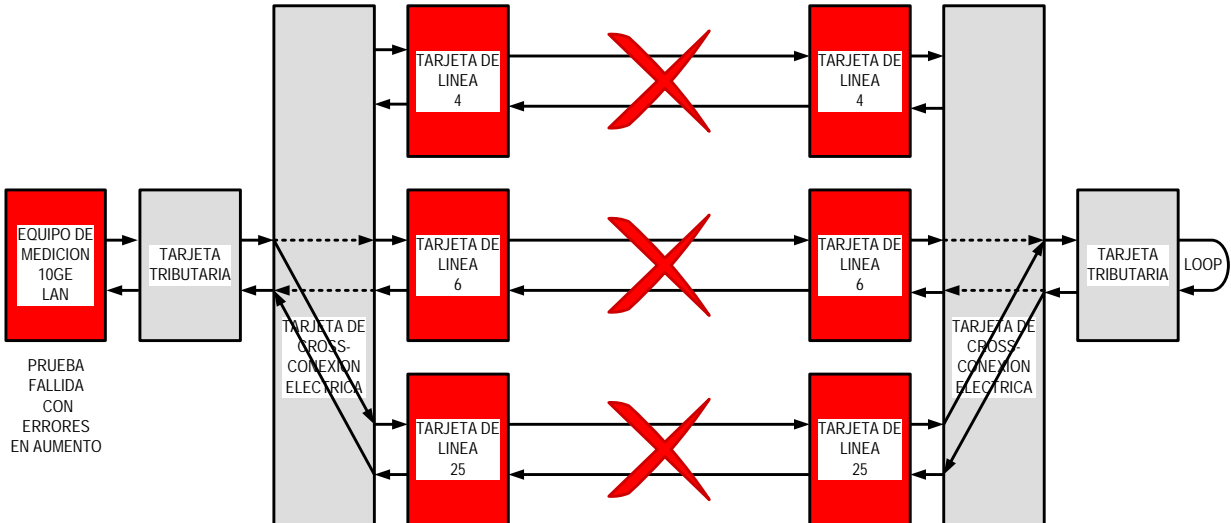 TARJETA DE
LINEA
4
TARJETA DE
LINEA
4
EQUIPO DE
MEDICION
10GE
LAN
TARJETA
TRIBUTARIA
TARJETA DE
LINEA
6
TARJETA DE
LINEA
6
TARJETA
TRIBUTARIA
LOOP
TARJETA DE
CROSS-
CONEXION
ELECTRICA
TARJETA DE
CROSS-
CONEXION
ELECTRICA
PRUEBA
FALLIDA
CON
ERRORES
EN AUMENTO
TARJETA DE
LINEA
25
TARJETA DE
LINEA
25